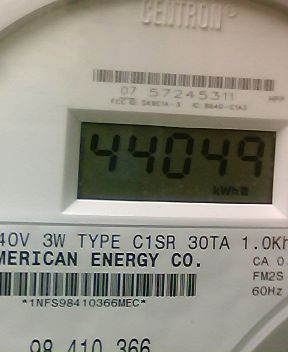 CENTRON®
07 57245311
44049
kWh
40V 3W TYPE C1SR 30TA 1.0Kh
MERICAN ENERGY CO.
CA 0.
FM2S
60Hz
*1NFS98410366MEC*
98 410 366